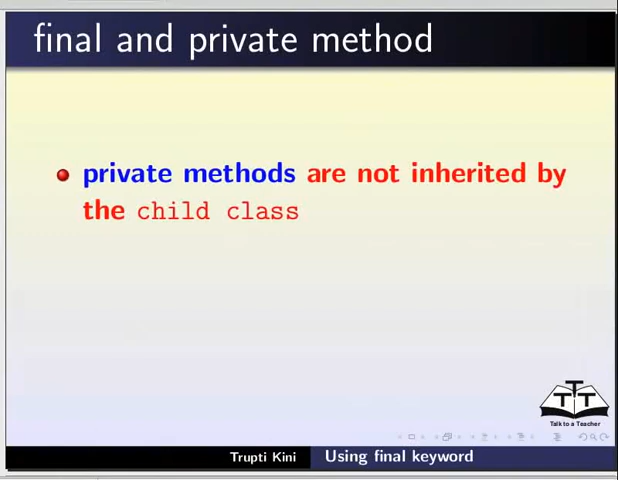 final and private method
private methods are not inherited by
the child class
TTT
Talk to a Teacher
Trupti Kini Using final keyword